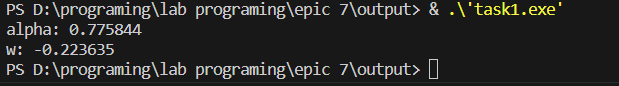 PS D:\programing\lab programing\epic 7\output> & .\'task1.exe'
alpha: 0.775844
w: -0.223635
PS D:\programing\lab programing\epic 7\output>